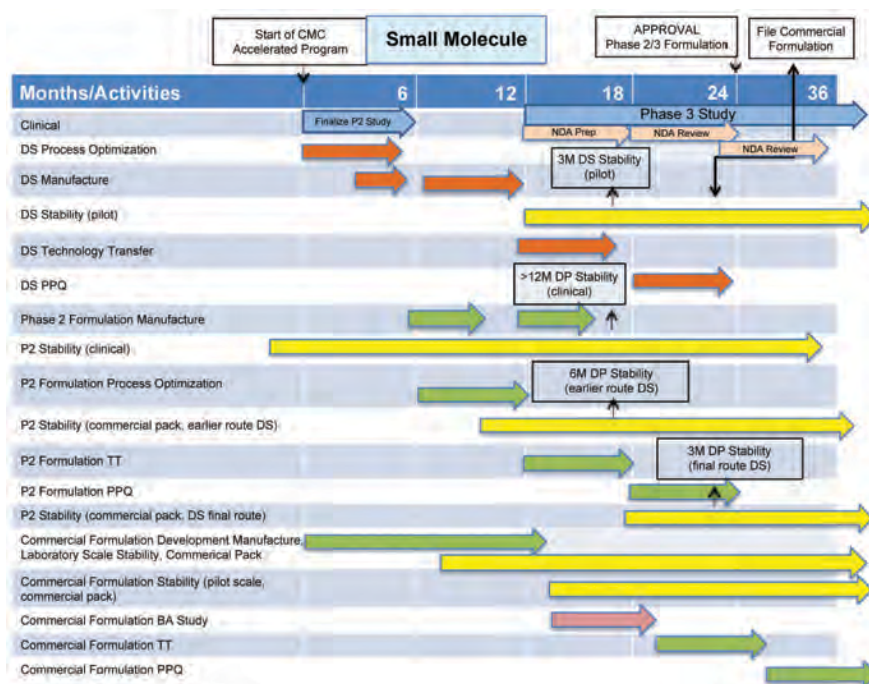 Start of CMC
Accelerated Program
Small Molecule
APPROVAL
Phase 2/3 Formulation
File Commercial
Formulation
Months/Activities 6 12 18 24 36
Clinical
Finalize P2 Study
Phase 3 Study
NDA Prep.
NDA Review
DS Process Optimization
NDA Review
3M DS Stability
(pilot)
DS Manufacture
DS Stability (pilot)
DS Technology Transfer
>12M DP Stability
(clinical)
DS PPQ
Phase 2 Formulation Manufacture
P2 Stability (clinical)
6M DP Stability
(earlier route DS)
P2 Formulation Process Optimization
P2 Stability (commercial pack, earlier route DS)
P2 Formulation TT
3M DP Stability
(final route DS)
P2 Formulation PPQ
P2 Stability (commercial pack, DS final route)
Commercial Formulation Development Manufacture,
Laboratory Scale Stability, Commerical Pack
Commercial Formulation Stability (pilot scale,
commercial pack)
Commercial Formulation BA Study
Commercial Formulation TT
Commercial Formulation PPQ